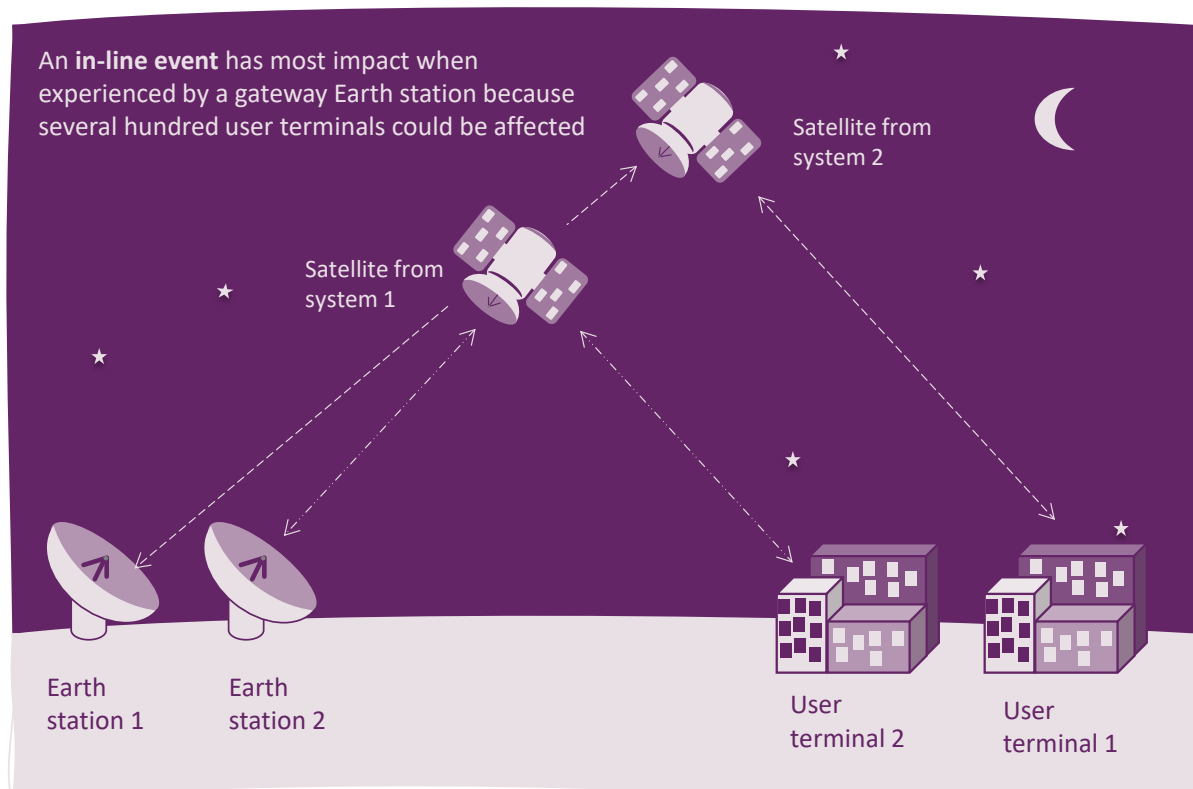 An in-line event has most impact when
experienced by a gateway Earth station because
several hundred user terminals could be affected
Satellite from
system 2
Satellite from
system 1
Earth
station 1
Earth
station 2
User
terminal 2
User
terminal 1